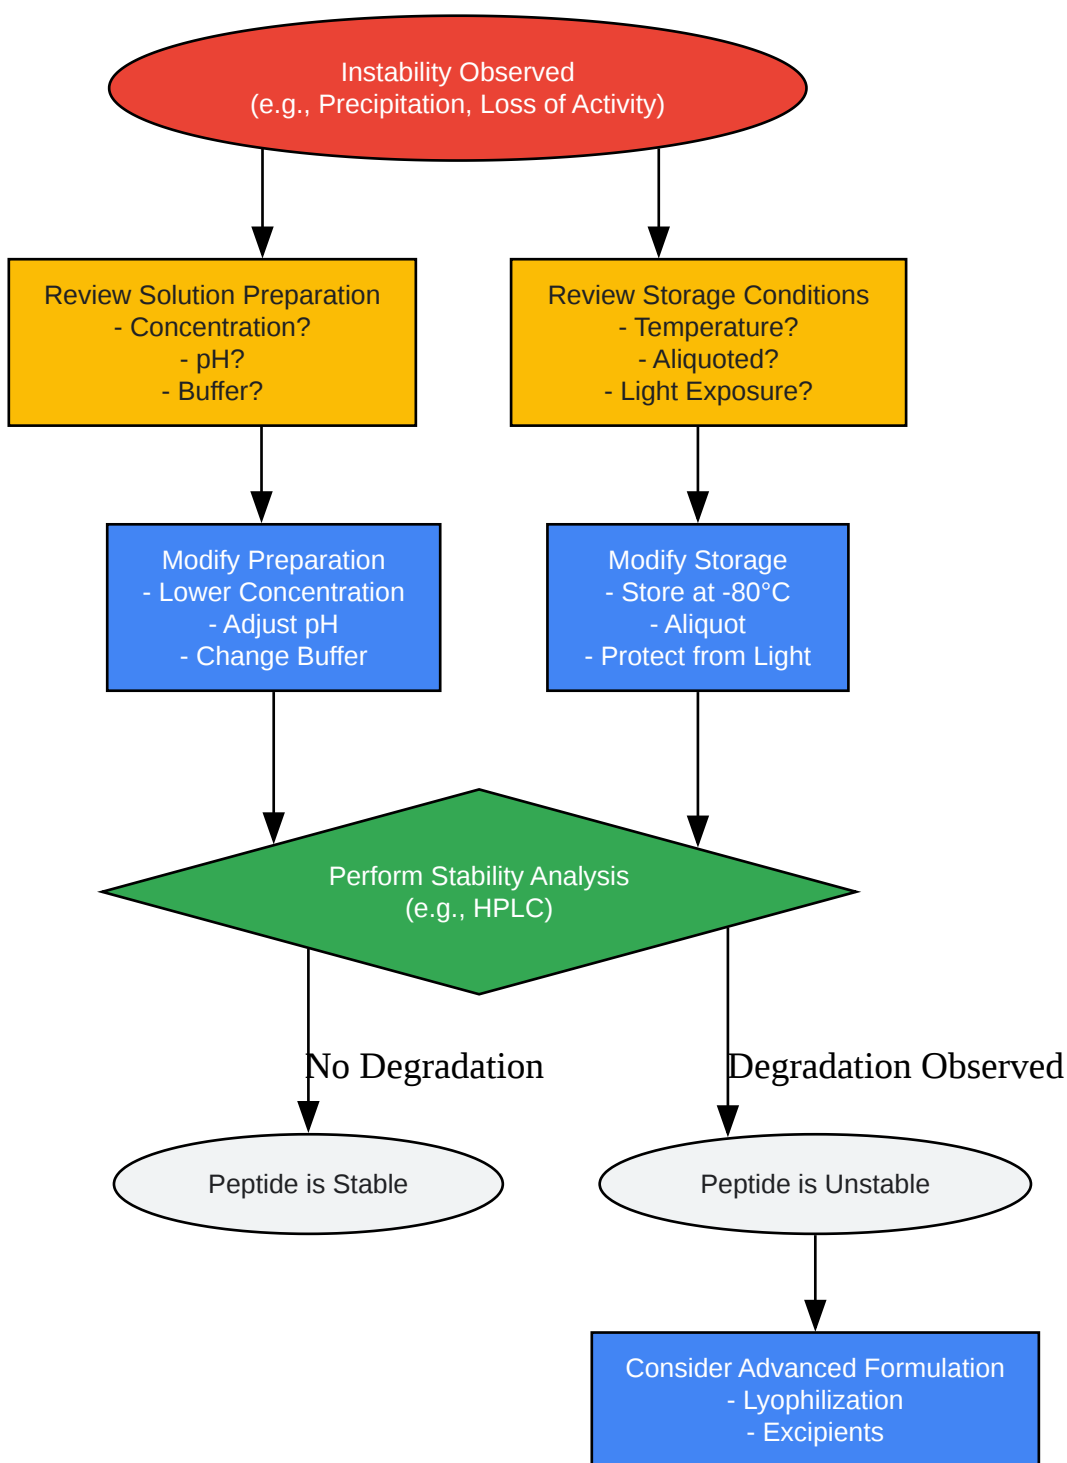 Instability Observed
(e.g., Precipitation, Loss of Activity)
Review Solution Preparation
- Concentration?
- pH?
- Buffer?
Review Storage Conditions
- Temperature?
- Aliquoted?
- Light Exposure?
Modify Preparation
- Lower Concentration
- Adjust pH
- Change Buffer
Modify Storage
- Store at -80°C
- Aliquot
- Protect from Light
Perform Stability Analysis
(e.g., HPLC)
No Degradation
Degradation Observed
Peptide is Stable
Peptide is Unstable
Consider Advanced Formulation
- Lyophilization
- Excipients